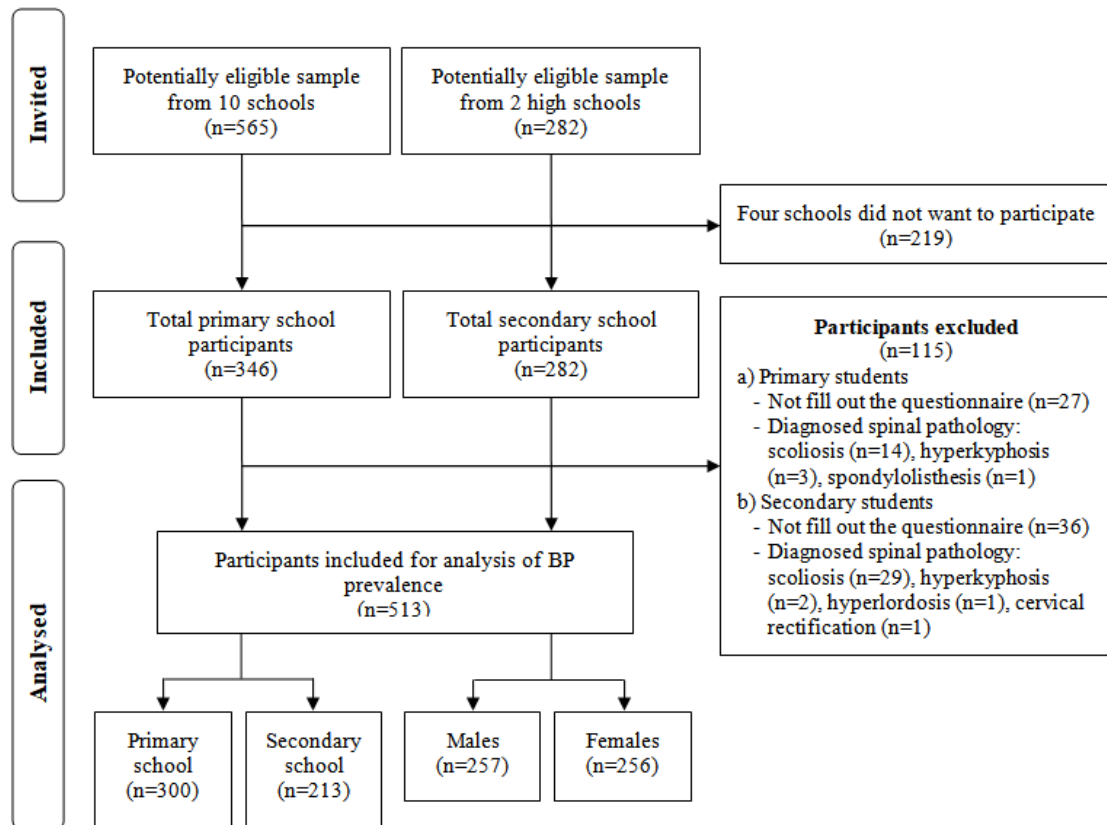 Invited
Potentially eligible sample
from 10 schools
(n=565)
Potentially eligible sample
from 2 high schools
(n=282)
Four schools did not want to participate
(n=219)
Included
Total primary school
participants
(n=346)
Total secondary school
participants
(n=282)
Participants excluded
(n=115)
a) Primary students
- Not fill out the questionnaire (n=27)
- Diagnosed spinal pathology:
scoliosis (n=14), hyperkyphosis
(n=3), spondylolisthesis (n=1)
b) Secondary students
- Not fill out the questionnaire (n=36)
- Diagnosed spinal pathology:
scoliosis (n=29), hyperkyphosis
(n=2), hyperlordosis (n=1), cervical
rectification (n=1)
Analysed
Participants included for analysis of BP
prevalence
(n=513)
Primary
school
(n=300)
Secondary
school
(n=213)
Males
(n=257)
Females
(n=256)